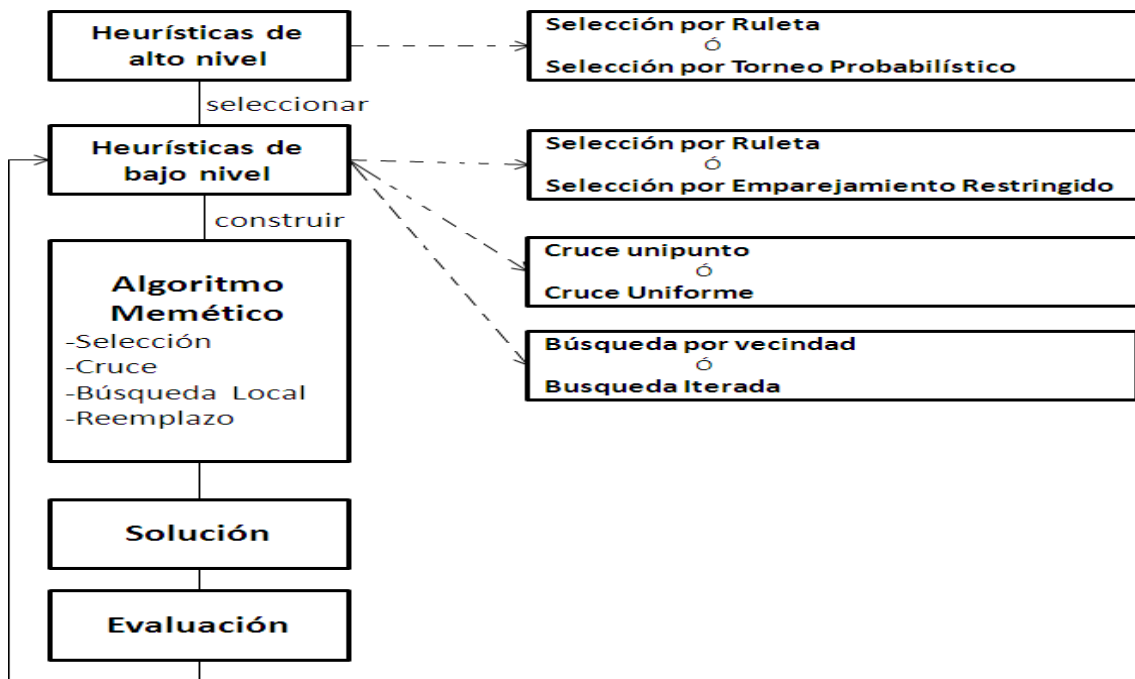 Heurísticas de
alto nivel
Selección por Ruleta
Ó
Selección por Torneo Probabilístico
seleccionar
Heurísticas de
bajo nivel
Selección por Ruleta
Ó
Selección por Emparejamiento Restringido
construir
Cruce unipunto
Ó
Cruce Uniforme
Algoritmo
Memético
-Selección
-Cruce
-Búsqueda Local
-Reemplazo
Búsqueda por vecindad
Ó
Busqueda Iterada
Solución
Evaluación